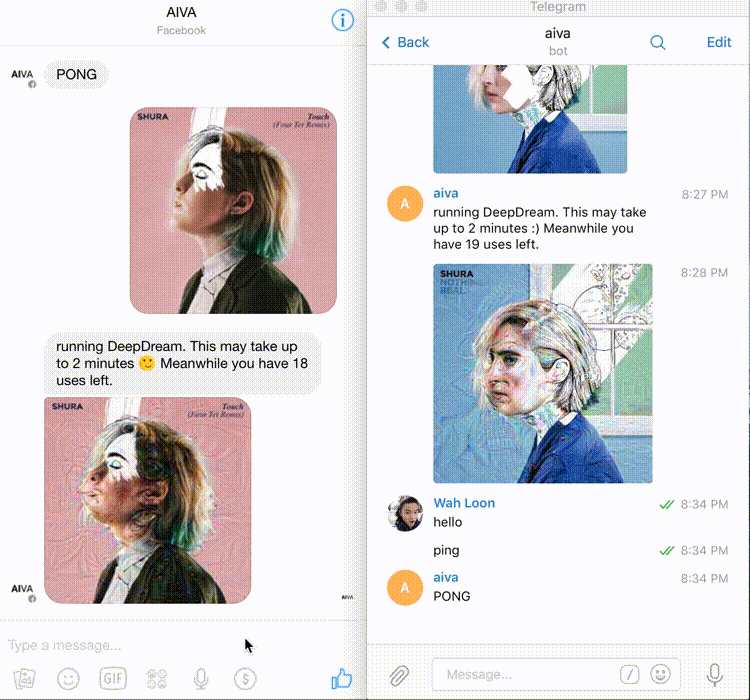 AIVA
Facebook
AIVA
PONG
SHURA
Touch
(Four Tet Remix)
running DeepDream. This may take up
to 2 minutes 🙂 Meanwhile you have 18
uses left.
SHURA
Touch
(Four Tet Remix)
AIVA
AIVA
Type a message...
GIF
$
Telegram
Back
aiva
bot
Edit
A
aiva
8:27 PM
running DeepDream. This may take
up to 2 minutes :) Meanwhile you
have 19 uses left.
8:28 PM
SHURA
NOTHING
REAL.
Wah Loon
8:34 PM
hello
ping
8:34 PM
A
aiva
8:34 PM
PONG
Message...
/